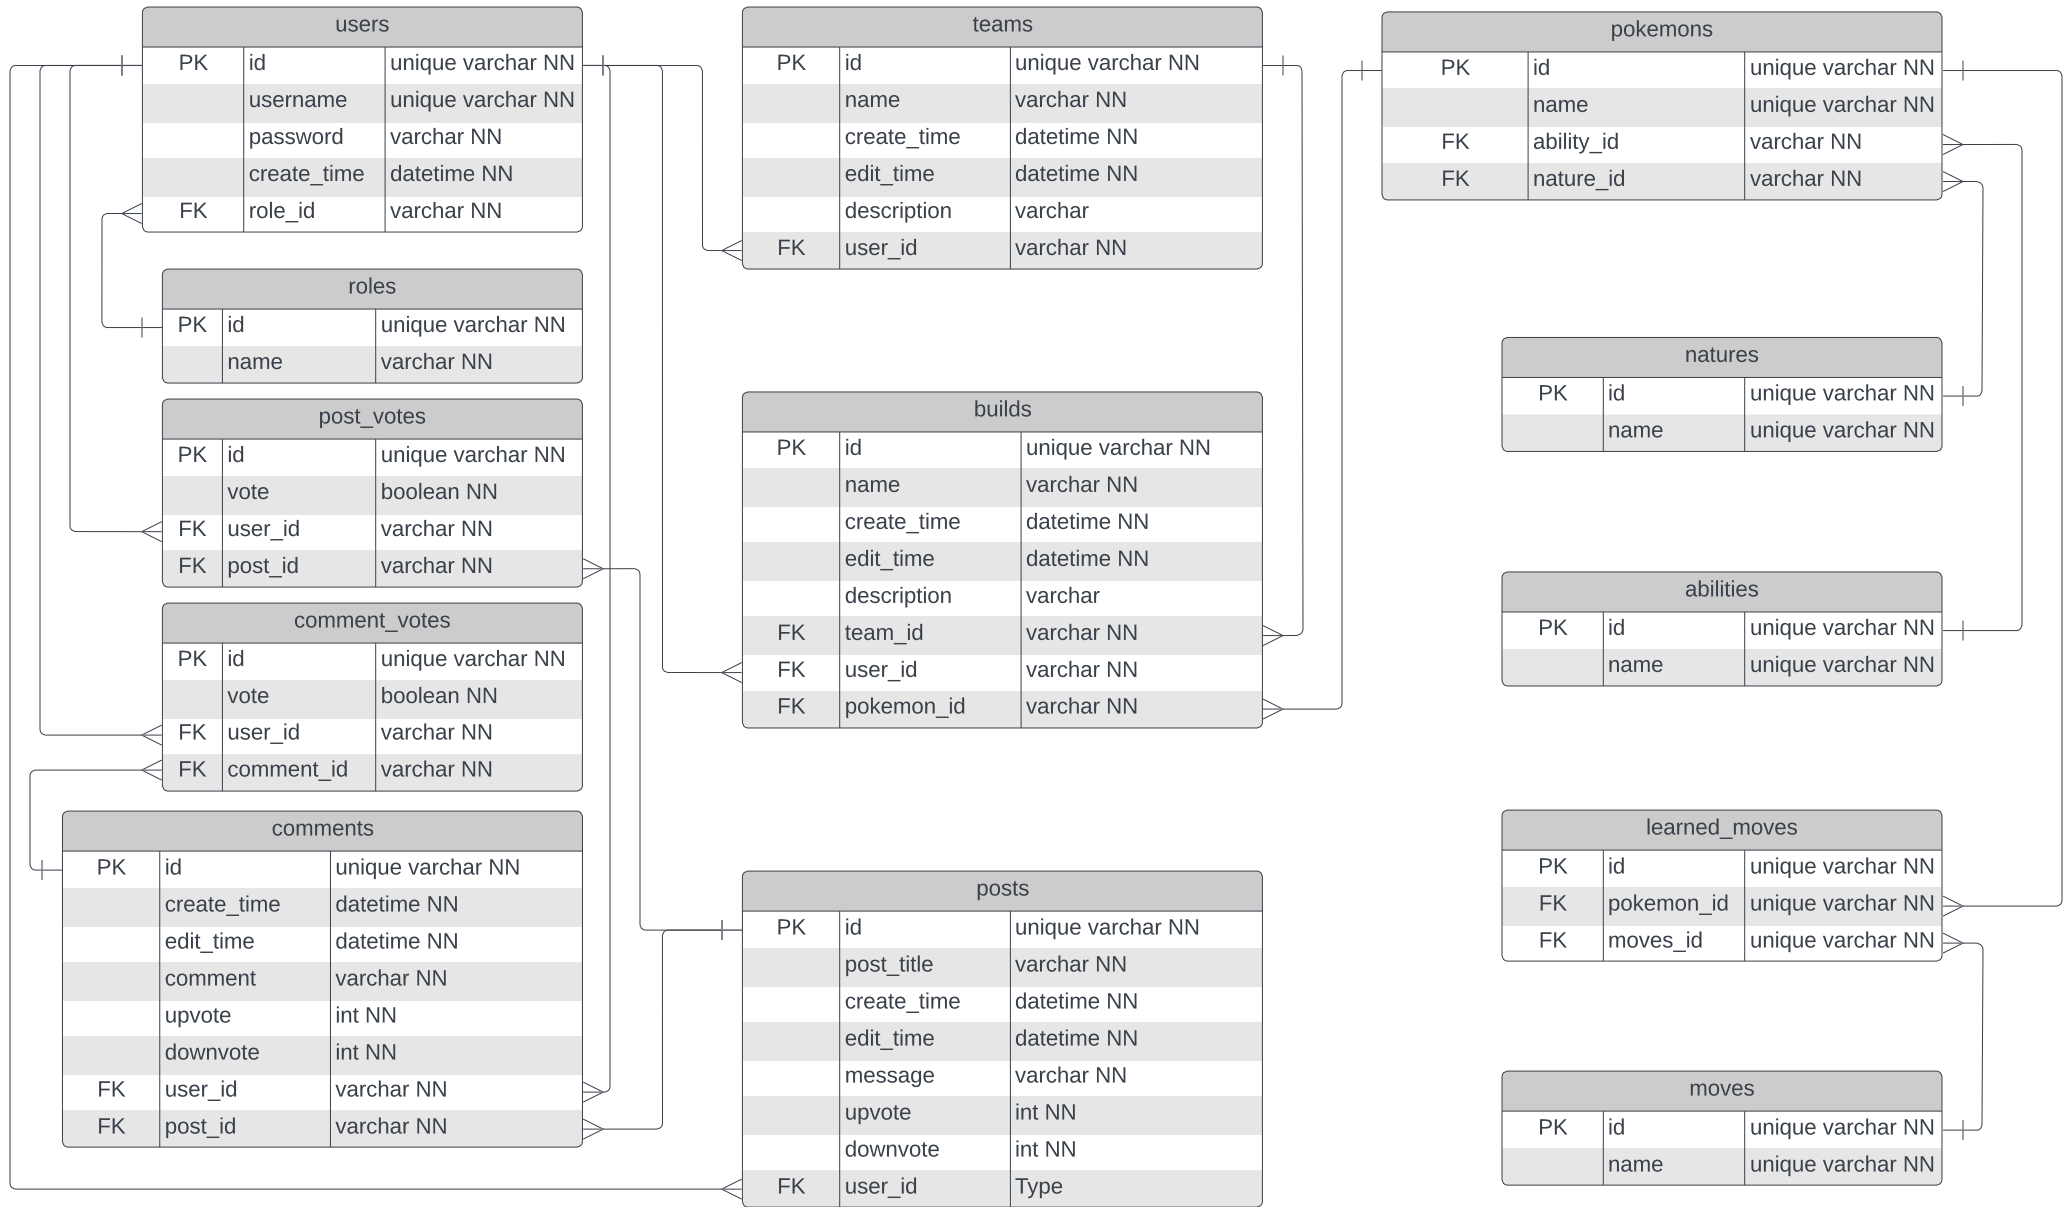 users
PK id unique varchar NN
username unique varchar NN
password varchar NN
create_time datetime NN
FK role_id varchar NN
roles
PK id unique varchar NN
name varchar NN
post_votes
PK id unique varchar NN
vote boolean NN
FK user_id varchar NN
FK post_id varchar NN
comment_votes
PK id unique varchar NN
vote boolean NN
FK user_id varchar NN
FK comment_id varchar NN
comments
PK id unique varchar NN
create_time datetime NN
edit_time datetime NN
comment varchar NN
upvote int NN
downvote int NN
FK user_id varchar NN
FK post_id varchar NN
teams
PK id unique varchar NN
name varchar NN
create_time datetime NN
edit_time datetime NN
description varchar
FK user_id varchar NN
builds
PK id unique varchar NN
name varchar NN
create_time datetime NN
edit_time datetime NN
description varchar
FK team_id varchar NN
FK user_id varchar NN
FK pokemon_id varchar NN
posts
PK id unique varchar NN
post_title varchar NN
create_time datetime NN
edit_time datetime NN
message varchar NN
upvote int NN
downvote int NN
FK user_id Type
pokemons
PK id unique varchar NN
name unique varchar NN
FK ability_id varchar NN
FK nature_id varchar NN
natures
PK id unique varchar NN
name unique varchar NN
abilities
PK id unique varchar NN
name unique varchar NN
learned_moves
PK id unique varchar NN
FK pokemon_id unique varchar NN
FK moves_id unique varchar NN
moves
PK id unique varchar NN
name unique varchar NN